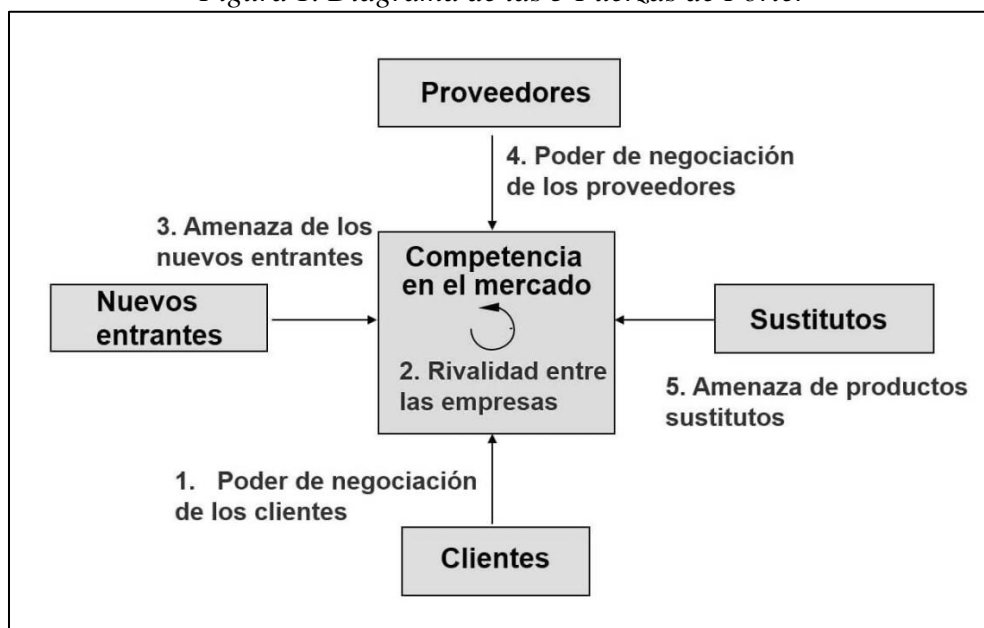 Proveedores
4. Poder de negociación
de los proveedores
3. Amenaza de los
nuevos entrantes
Competencia
en el mercado
Nuevos
entrantes
Sustitutos
2. Rivalidad entre
las empresas
5. Amenaza de productos
sustitutos
1. Poder de negociación
de los clientes
Clientes